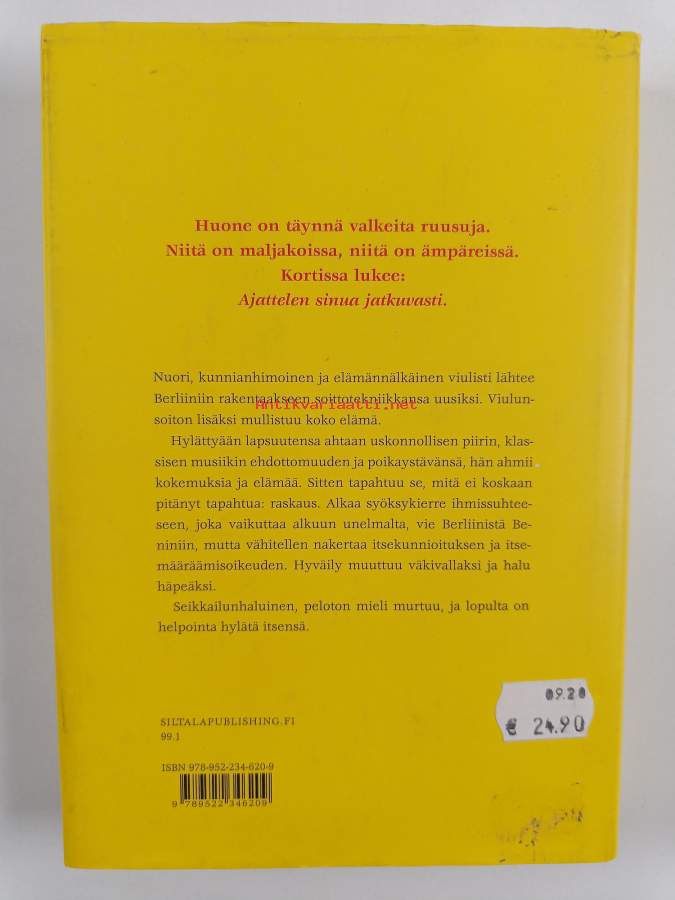 Huone on täynnä valkeita ruusuja.
Niitä on maljakoissa, niitä on ämpäreissä.
Kortissa lukee:
Ajattelen sinua jatkuvasti.
Nuori, kunnianhimoinen ja elämännälkäinen viulisti lähtee
Berliiniin rakentaakseen soittotekniikkansa uusiksi. Viulun-
Antikvariaatti.net
soiton lisäksi mullistuu koko elämä.
Hylättyään lapsuutensa ahtaan uskonnollisen piirin, klas-
sisen musiikin ehdottomuuden ja poikaystävänsä, hän ahmii
kokemuksia ja elämää. Sitten tapahtuu se, mitä ei koskaan
pitänyt tapahtua: raskaus. Alkaa syöksykierre ihmissuhtee-
seen, joka vaikuttaa alkuun unelmalta, vie Berliinistä Be-
niniin, mutta vähitellen nakertaa itsekunnioituksen ja itse-
määräämisoikeuden. Hyväily muuttuu väkivallaksi ja halu
häpeäksi.
Seikkailunhaluinen, peloton mieli murtuu, ja lopulta on
helpointa hylätä itsensä.
09.20
€ 24.90
SILTALAPUBLISHING.FI
99.1
ISBN 978-952-234-620-9
9 789522 346209